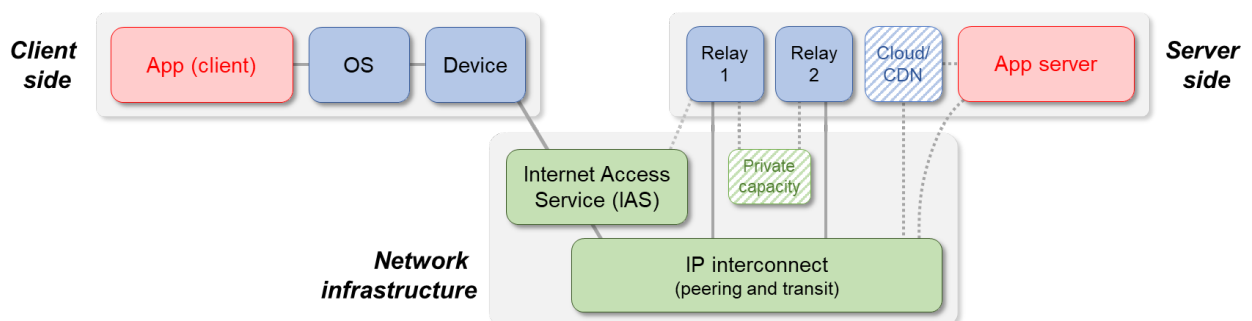 Client
side
App (client)
OS
Device
Relay
1
Relay
2
Cloud/
CDN
App server
Server
side
Internet Access
Service (IAS)
Private
capacity
Network
infrastructure
IP interconnect
(peering and transit)